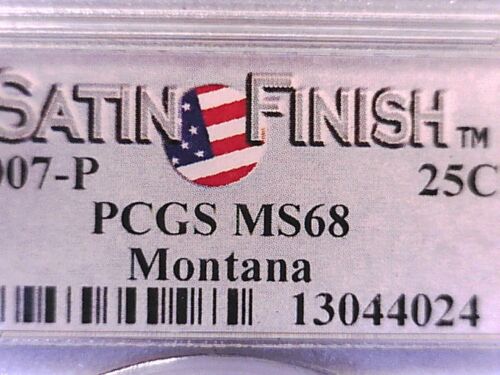 SATIN FINISH™
007-P 25C
PCGS MS68
Montana
13044024